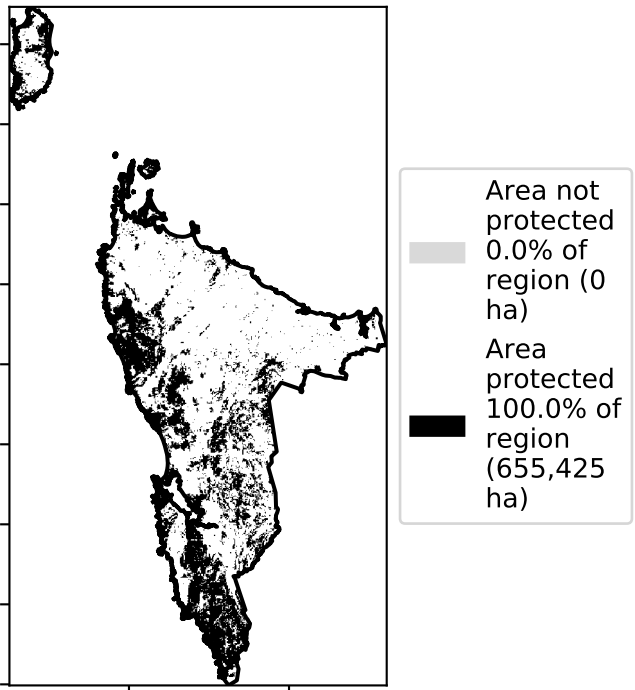 Area not
protected
0.0% of
region (0
ha)
Area
protected
100.0% of
region
(655,425
ha)